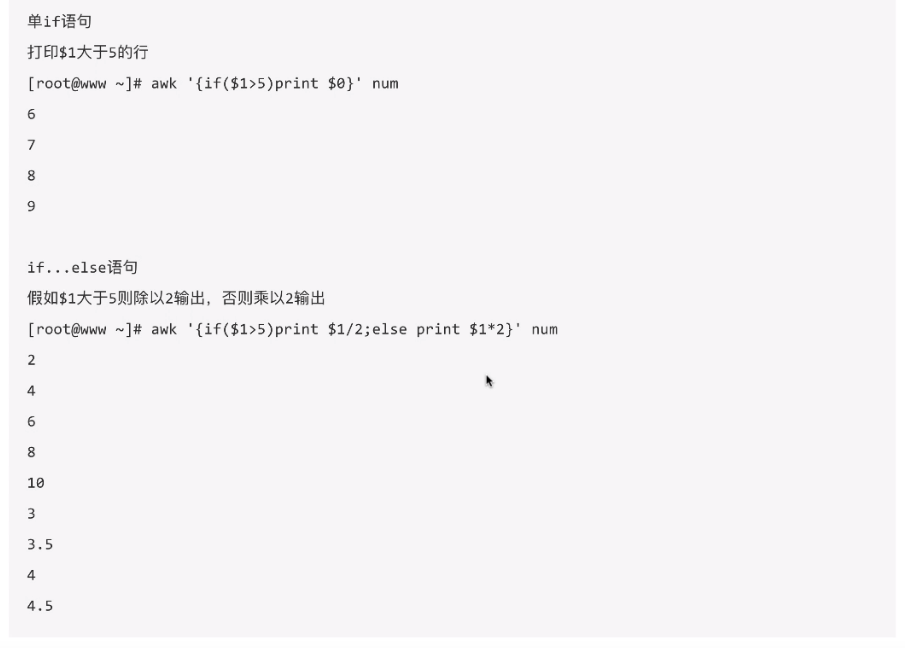 单if语句
打印$1大于5的行
[root@www ~]# awk '{if($1>5)print $0}' num
6
7
8
9
if...else语句
假如$1大于5则除以2输出，否则乘以2输出
[root@www ~]# awk '{if($1>5)print $1/2;else print $1*2}' num
2
4
6
8
10
3
3.5
4
4.5